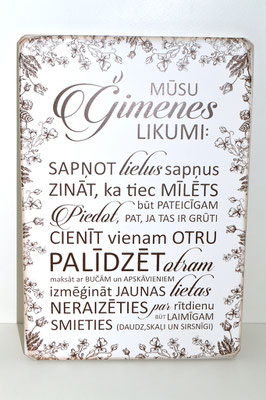 MŪSU
Ģimenes
LIKUMI:
SAPŅOT lielus sapņus
ZINĀT, ka tiec MĪLĒTS
būt PATEICĪGAM
Piedot, PAT, JA TAS IR GRŪTI
CIENĪT vienam OTRU
PALĪDZĒT otram
maksāt ar BUČĀM un APSKĀVIENIEM
izmēģināt JAUNAS lietas
NERAIZĒTIES par rītdienu
BŪT LAIMĪGAM
SMIETIES (DAUDZ,SKAĻI UN SIRSNĪGI)